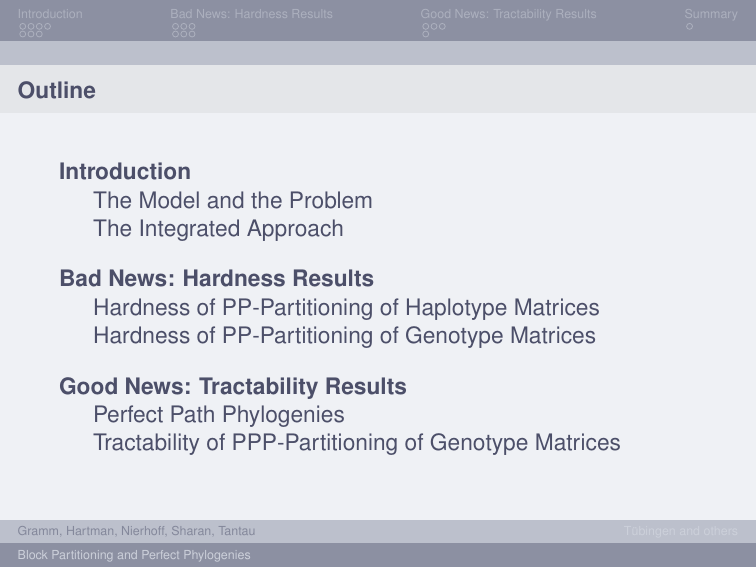 Introduction
Bad News: Hardness Results
Good News: Tractability Results
Summary
Outline
Introduction
The Model and the Problem
The Integrated Approach
Bad News: Hardness Results
Hardness of PP-Partitioning of Haplotype Matrices
Hardness of PP-Partitioning of Genotype Matrices
Good News: Tractability Results
Perfect Path Phylogenies
Tractability of PPP-Partitioning of Genotype Matrices
Gramm, Hartman, Nierhoff, Sharan, Tantau
Tübingen and others
Block Partitioning and Perfect Phylogenies